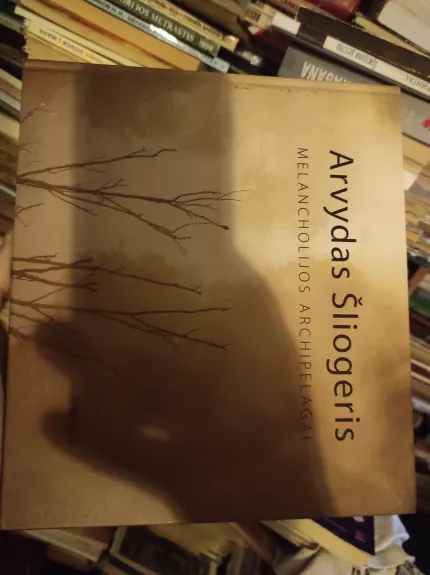 Arvydas Šliogeris
MELANCHOLIJOS ARCHIPELAGAI